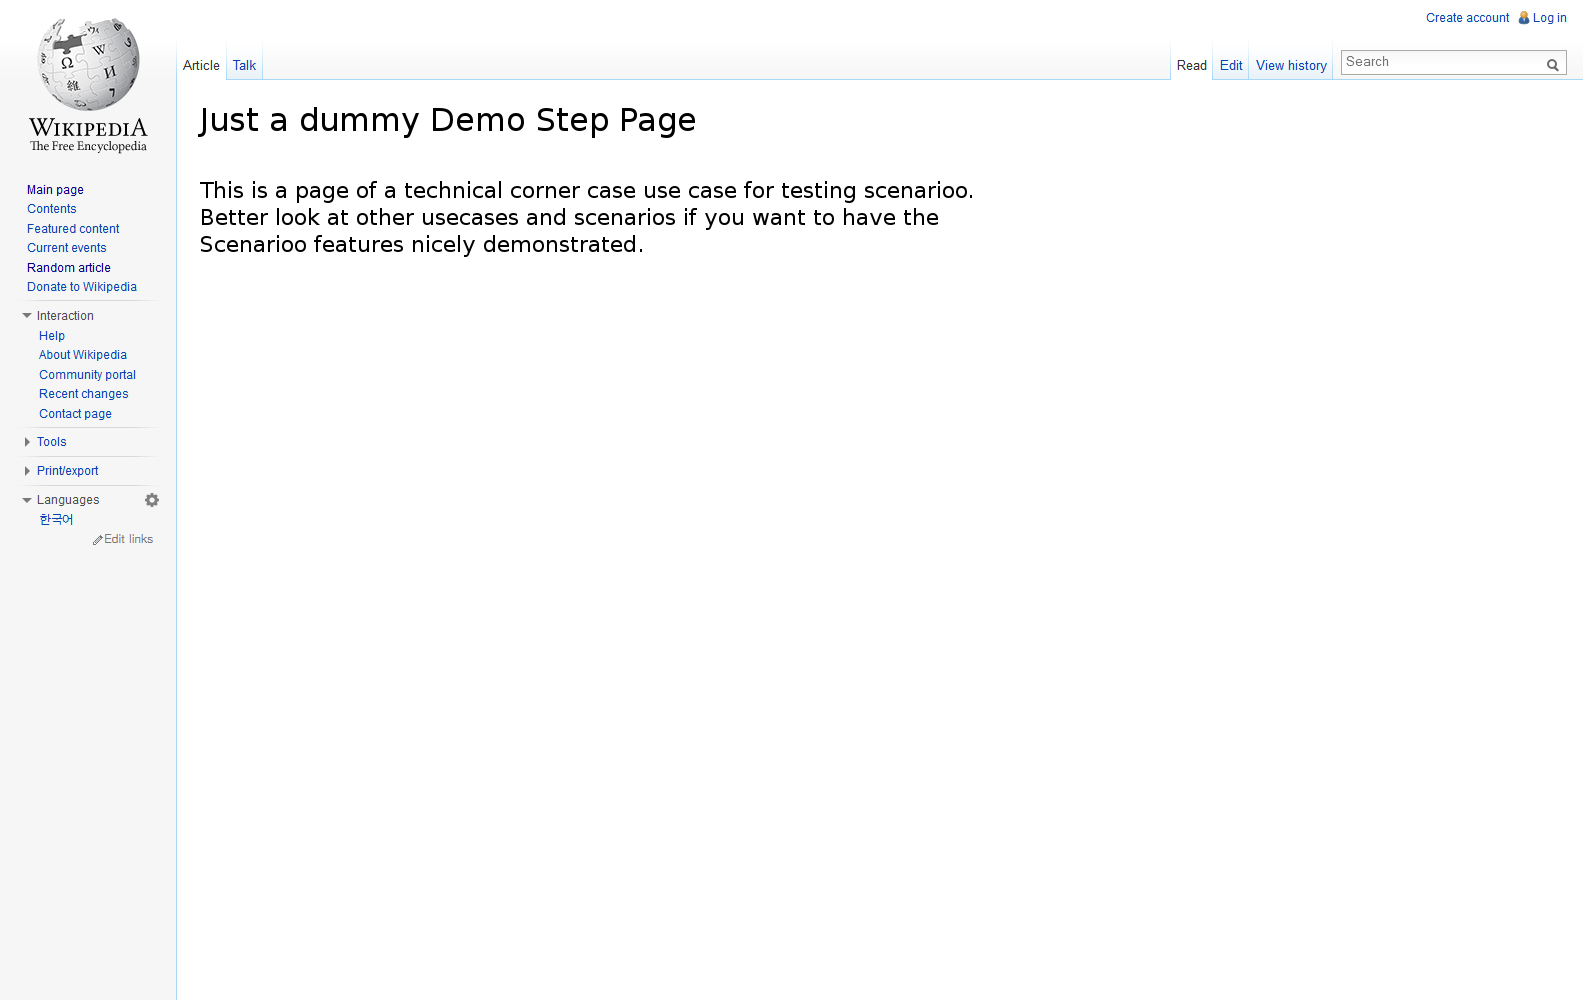 Create account Log in
Article Talk Read Edit View history Search
WIKIPEDIA
The Free Encyclopedia
Main page
Contents
Featured content
Current events
Random article
Donate to Wikipedia
Interaction
Help
About Wikipedia
Community portal
Recent changes
Contact page
Tools
Print/export
Languages
한국어
Edit links
Just a dummy Demo Step Page
This is a page of a technical corner case use case for testing scenarioo.
Better look at other usecases and scenarios if you want to have the
Scenarioo features nicely demonstrated.